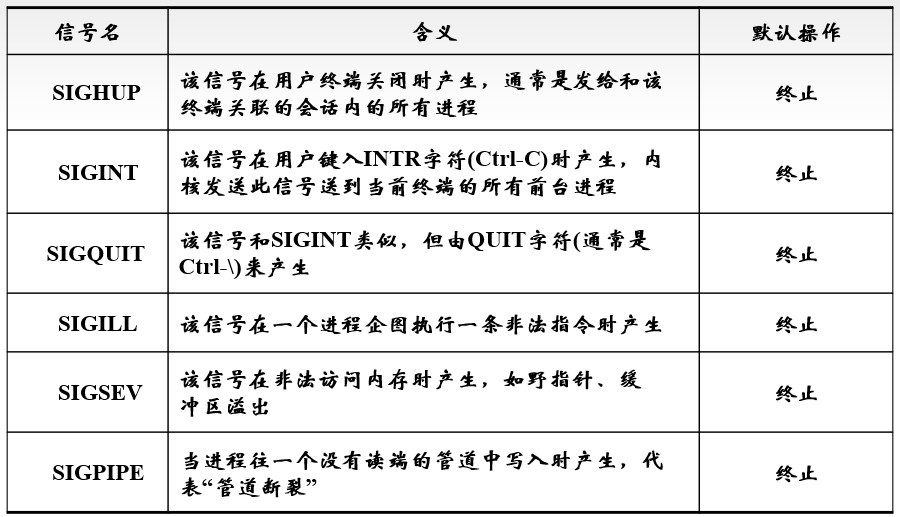 信号名 含义 默认操作
SIGHUP 该信号在用户终端关闭时产生，通常是发给和该 终止
终端关联的会话内的所有进程
SIGINT 该信号在用户键入INTR字符(Ctrl-C)时产生，内 终止
核发送此信号送到当前终端的所有前台进程
SIGQUIT 该信号和SIGINT类似，但由QUIT字符(通常是 终止
Ctrl-\)来产生
SIGILL 该信号在一个进程企图执行一条非法指令时产生 终止
SIGSEV 该信号在非法访问内存时产生，如野指针、缓 终止
冲区溢出
SIGPIPE 当进程往一个没有读端的管道中写入时产生，代 终止
表“管道断裂”